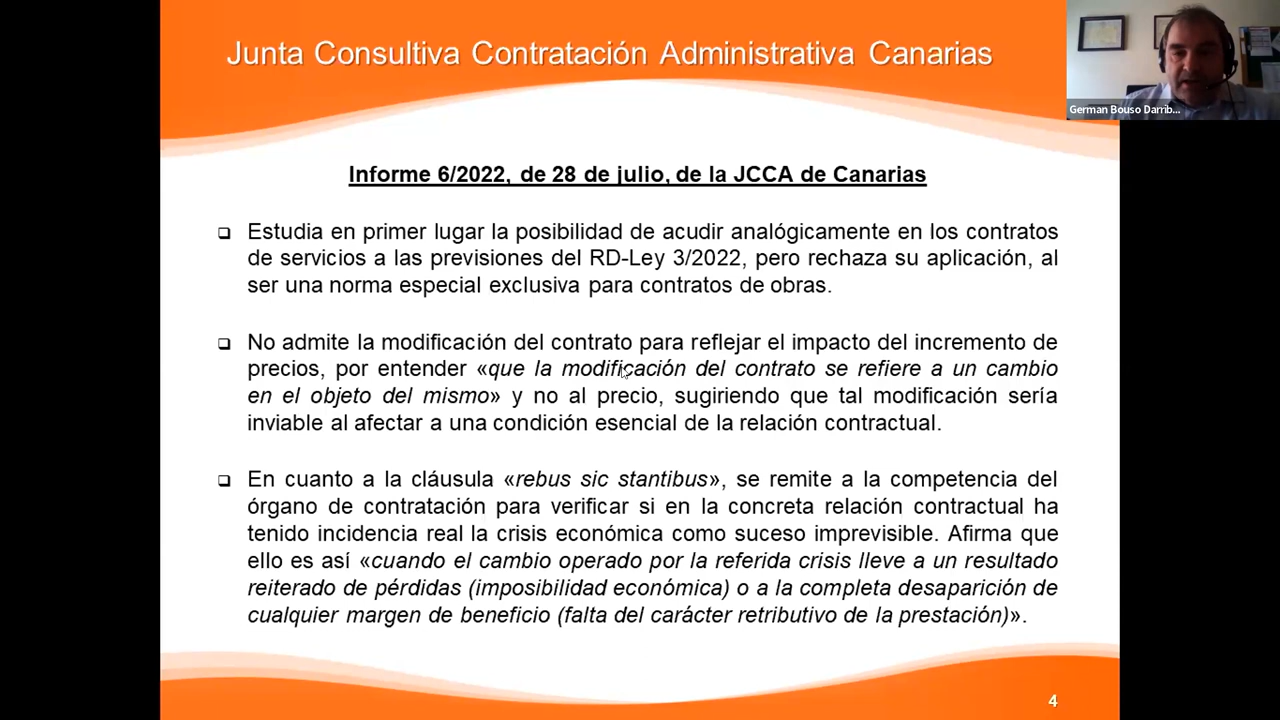 Junta Consultiva Contratación Administrativa Canarias
German Bouso Darrib...
Informe 6/2022, de 28 de julio, de la JCCA de Canarias
❑ Estudia en primer lugar la posibilidad de acudir analógicamente en los contratos
de servicios a las previsiones del RD-Ley 3/2022, pero rechaza su aplicación, al
ser una norma especial exclusiva para contratos de obras.
❑ No admite la modificación del contrato para reflejar el impacto del incremento de
precios, por entender «que la modificación del contrato se refiere a un cambio
en el objeto del mismo» y no al precio, sugiriendo que tal modificación sería
inviable al afectar a una condición esencial de la relación contractual.
❑ En cuanto a la cláusula «rebus sic stantibus», se remite a la competencia del
órgano de contratación para verificar si en la concreta relación contractual ha
tenido incidencia real la crisis económica como suceso imprevisible. Afirma que
ello es así «cuando el cambio operado por la referida crisis lleve a un resultado
reiterado de pérdidas (imposibilidad económica) o a la completa desaparición de
cualquier margen de beneficio (falta del carácter retributivo de la prestación)».
4